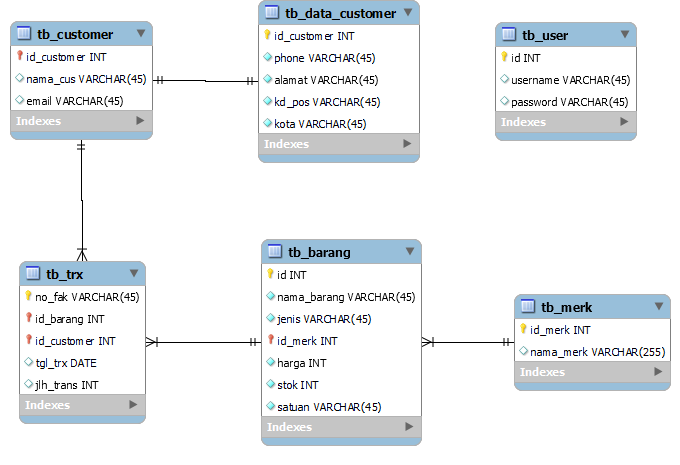 tb_customer
id_customer INT
nama_cus VARCHAR(45)
email VARCHAR(45)
Indexes
tb_data_customer
id_customer INT
phone VARCHAR(45)
alamat VARCHAR(45)
kd_pos VARCHAR(45)
kota VARCHAR(45)
Indexes
tb_user
id INT
username VARCHAR(45)
password VARCHAR(45)
Indexes
tb_trx
no_fak VARCHAR(45)
id_barang INT
id_customer INT
tgl_trx DATE
jlh_trans INT
Indexes
tb_barang
id INT
nama_barang VARCHAR(45)
jenis VARCHAR(45)
id_merk INT
harga INT
stok INT
satuan VARCHAR(45)
Indexes
tb_merk
id_merk INT
nama_merk VARCHAR(255)
Indexes